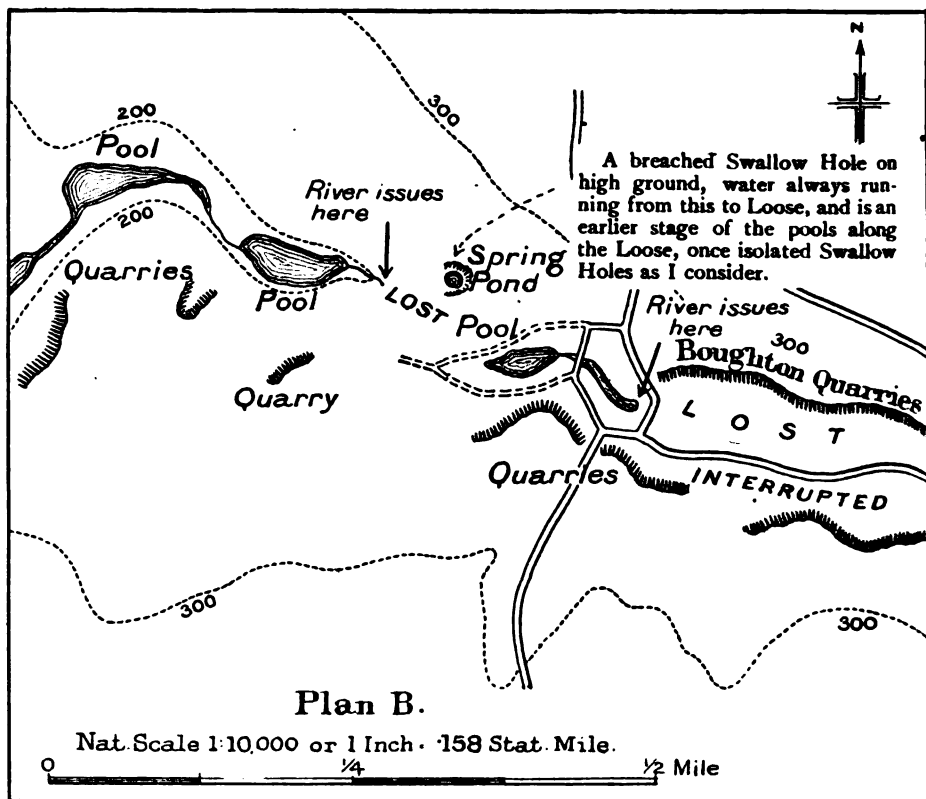 N
200
300
Pool
River issues
here
A breached Swallow Hole on
high ground, water always run-
ning from this to Loose, and is an
earlier stage of the pools along
the Loose, once isolated Swallow
Holes as I consider.
200
Quarries
Pool
LOST
Spring
Pond
Pool
River issues
here
300
Boughton Quarries
Quarry
LOST
Quarries
INTERRUPTED
300
300
Plan B.
Nat. Scale 1:10,000 or 1 Inch · ·158 Stat. Mile.
0 1/4 1/2 Mile